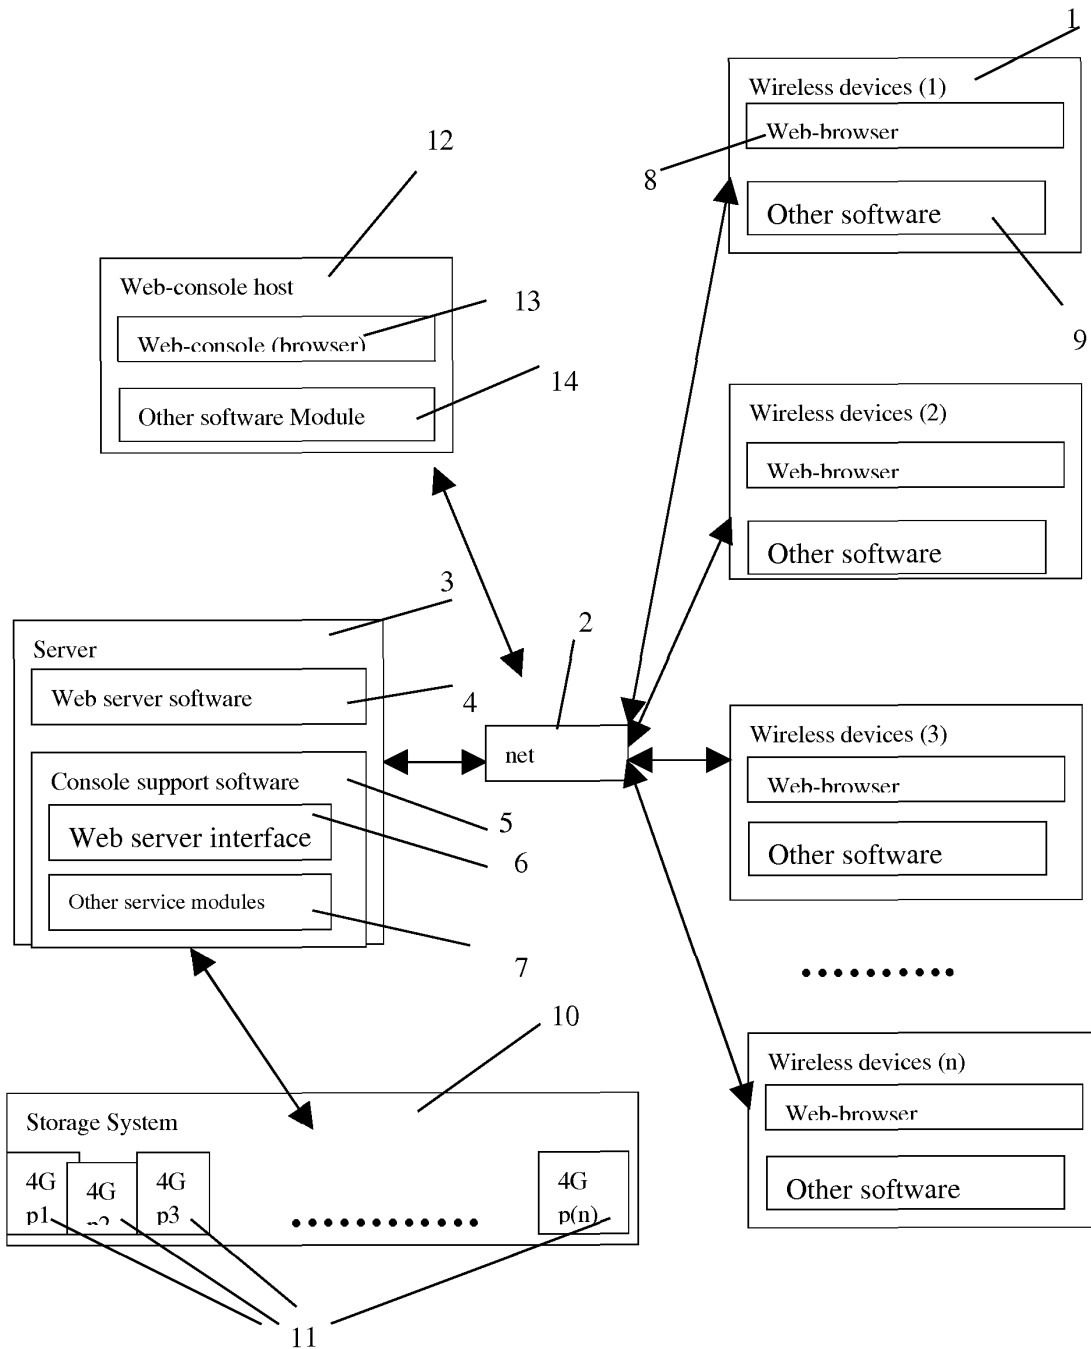 1
Wireless devices (1)
Web-browser
8
Other software
9
12
Web-console host
13
Web-console (browser)
14
Other software Module
Wireless devices (2)
Web-browser
Other software
3
Server
Web server software
4
2
net
Console support software
5
Web server interface
6
Other service modules
7
Wireless devices (3)
Web-browser
Other software
10
Storage System
4G
p1
4G
p2
4G
p3
4G
p(n)
11
Wireless devices (n)
Web-browser
Other software